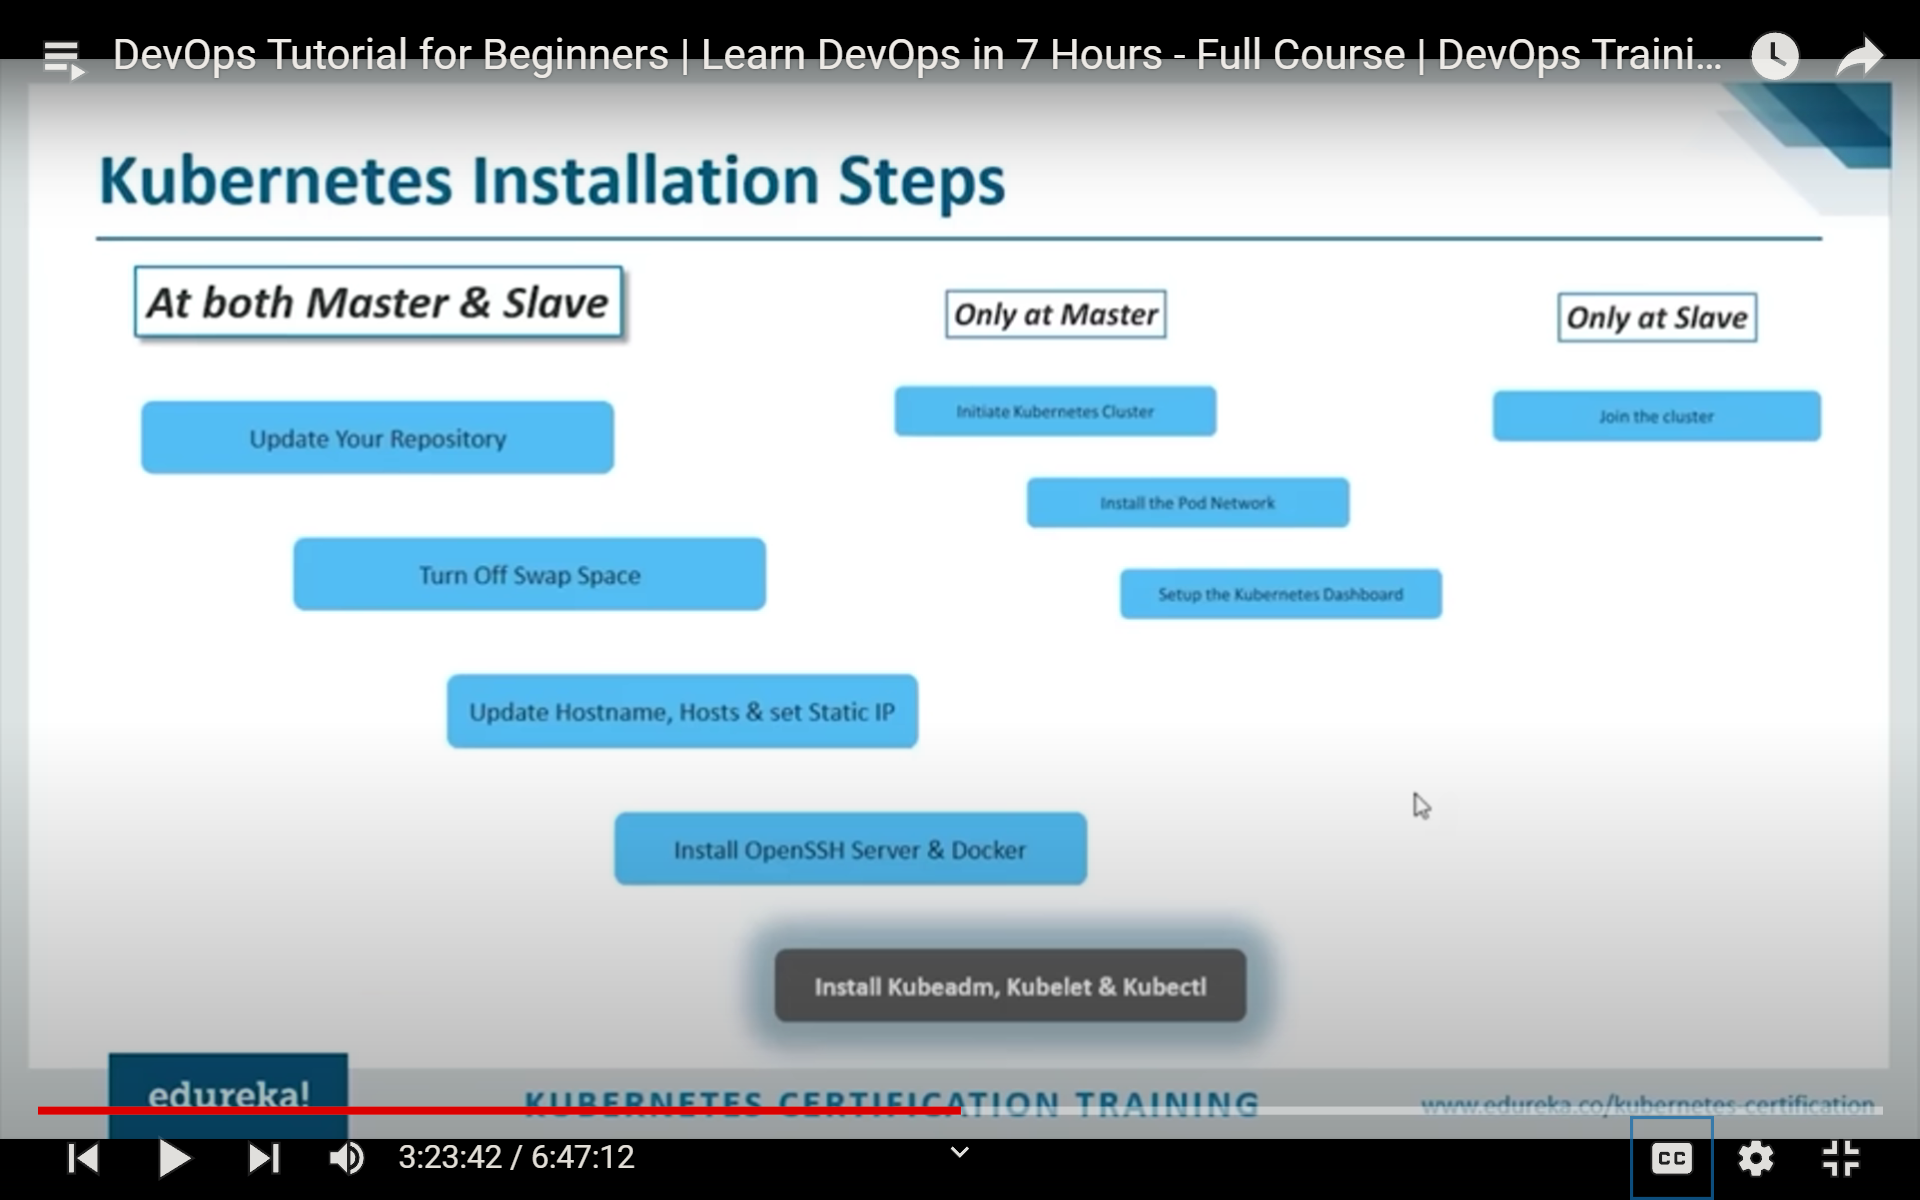 DevOps Tutorial for Beginners | Learn DevOps in 7 Hours - Full Course | DevOps Traini...
Kubernetes Installation Steps
At both Master & Slave
Only at Master
Only at Slave
Update Your Repository
Initiate Kubernetes Cluster
Join the cluster
Install the Pod Network
Turn Off Swap Space
Setup the Kubernetes Dashboard
Update Hostname, Hosts & set Static IP
Install OpenSSH Server & Docker
Install Kubeadm, Kubelet & Kubectl
edureka!
KUBERNETES CERTIFICATION TRAINING
www.edureka.co/kubernetes-certification
3:23:42 / 6:47:12
CC